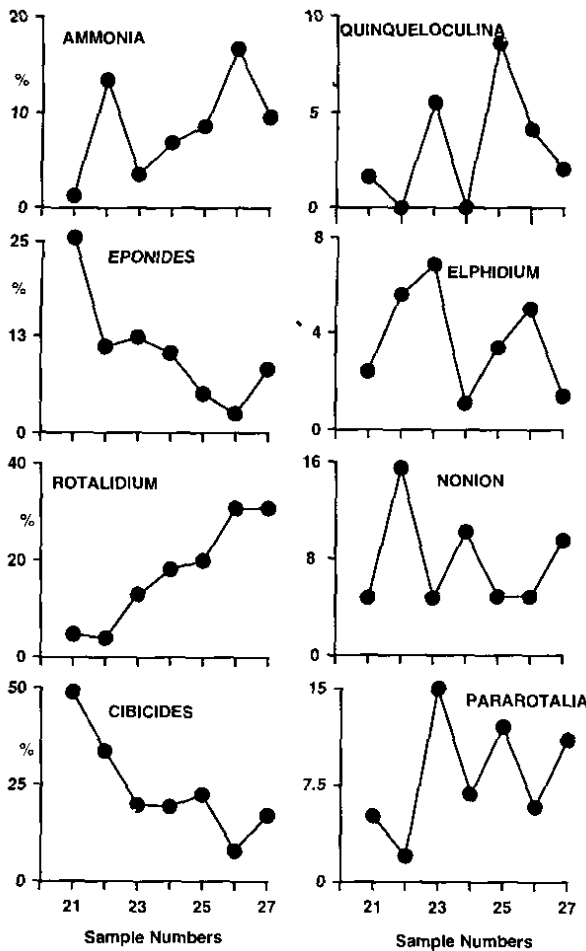 20
AMMONIA
%
10
0
10
QUINQUELOCULINA
5
0
25
EPONIDES
%
13
0
8
ELPHIDIUM
4
0
40
ROTALIDIUM
%
20
0
16
NONION
8
0
50
CIBICIDES
%
25
0
21 23 25 27
Sample Numbers
15
PARAROTALIA
7.5
0
21 23 25 27
Sample Numbers